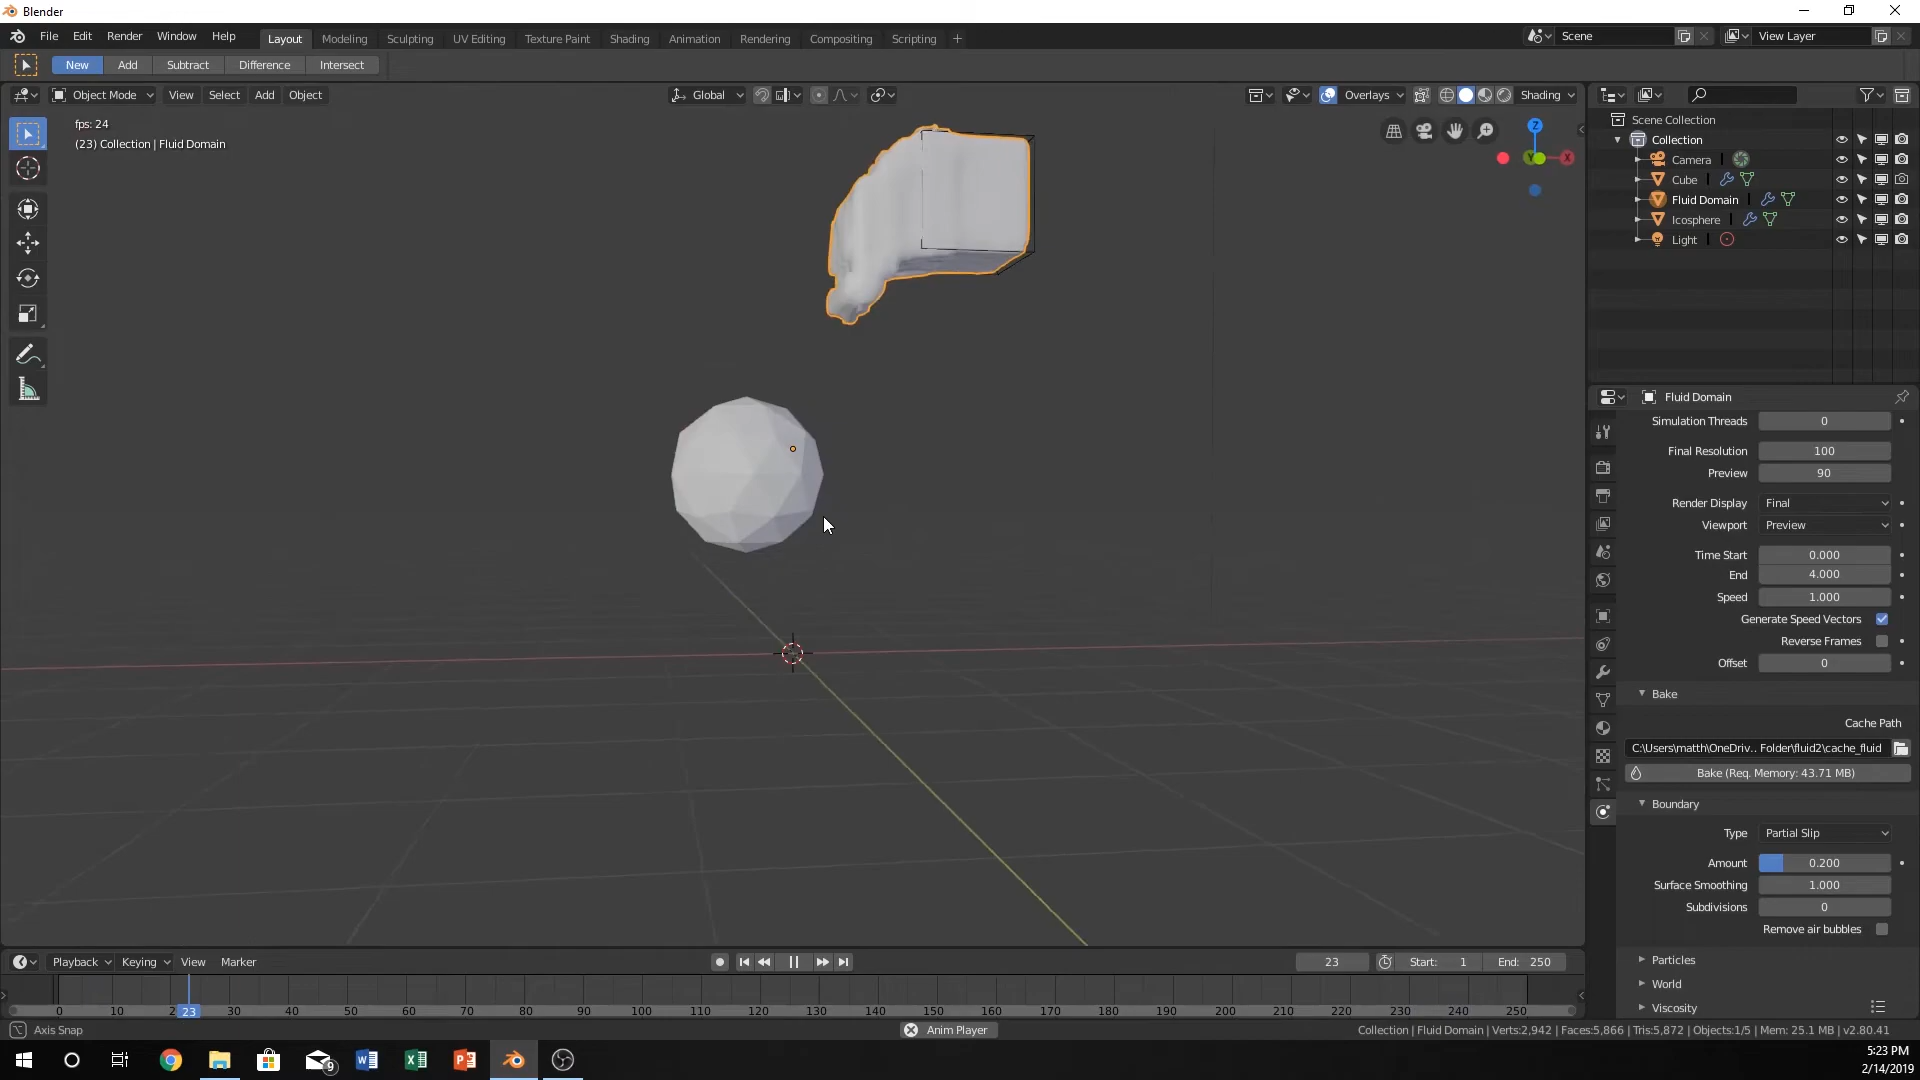 Blender
File Edit Render Window Help Layout Modeling Sculpting UV Editing Texture Paint Shading Animation Rendering Compositing Scripting + Scene View Layer
New Add Subtract Difference Intersect
Object Mode View Select Add Object Global Overlays Shading
fps: 24
(23) Collection | Fluid Domain
Z
Y
X
Scene Collection
Collection
Camera
Cube
Fluid Domain
Icosphere
Light
Fluid Domain
Simulation Threads 0
Final Resolution 100
Preview 90
Render Display Final
Viewport Preview
Time Start 0.000
End 4.000
Speed 1.000
Generate Speed Vectors
Reverse Frames
Offset 0
Bake
Cache Path
C:\Users\matth\OneDriv.. Folder\fluid2\cache_fluid
Bake (Req. Memory: 43.71 MB)
Boundary
Type Partial Slip
Amount 0.200
Surface Smoothing 1.000
Subdivisions 0
Remove air bubbles
Particles
World
Viscosity
Playback Keying View Marker 23 Start: 1 End: 250
0 10 2 23 30 40 50 60 70 80 90 100 110 120 130 140 150 160 170 180 190 200 210 220 230 240 250
Axis Snap Anim Player Collection | Fluid Domain | Verts:2,942 | Faces:5,866 | Tris:5,872 | Objects:1/5 | Mem: 25.1 MB | v2.80.41
9
5:23 PM
2/14/2019